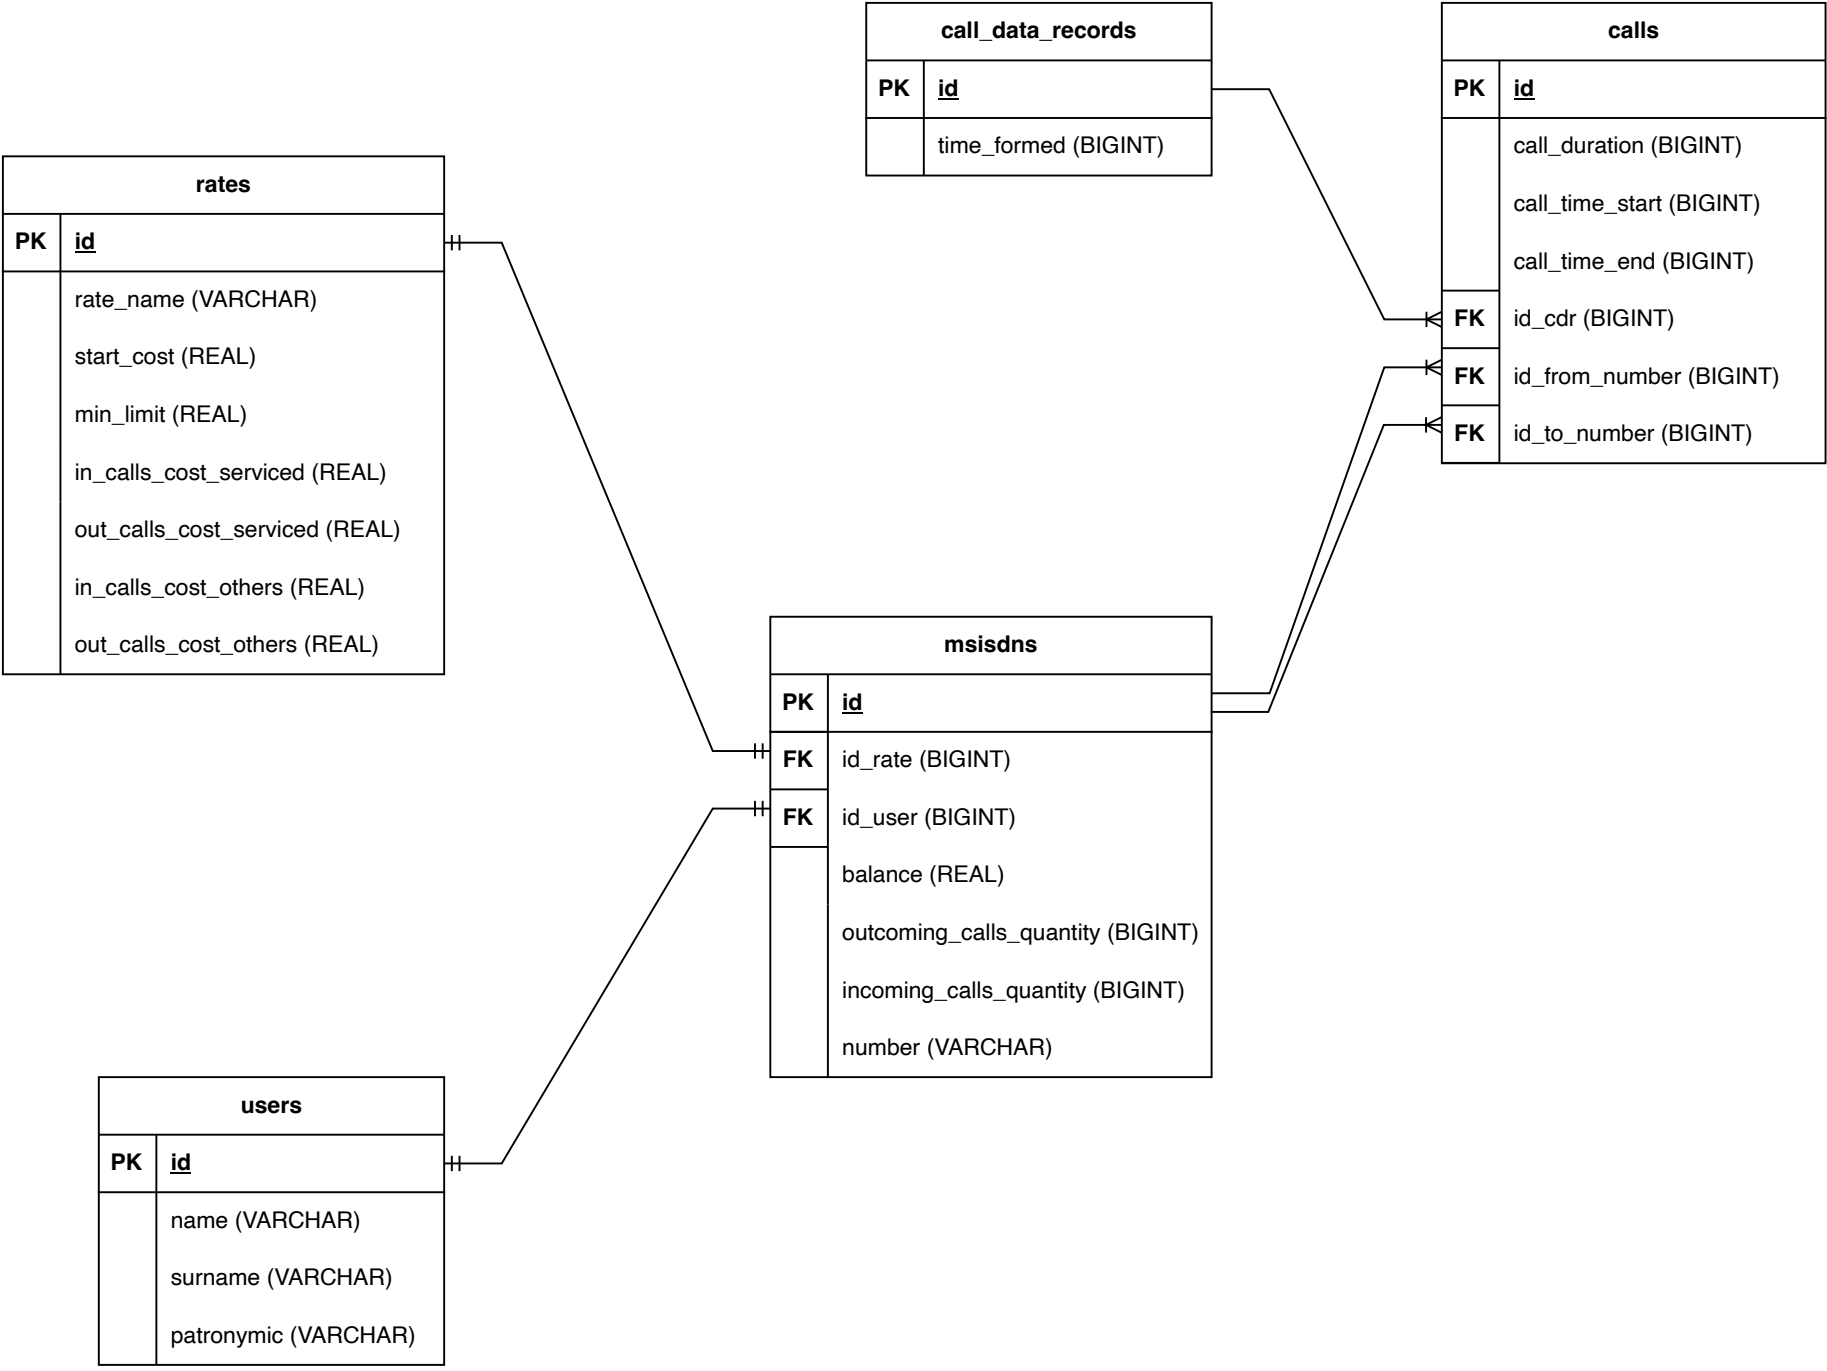 call_data_records
PK id
time_formed (BIGINT)
calls
PK id
call_duration (BIGINT)
call_time_start (BIGINT)
call_time_end (BIGINT)
FK id_cdr (BIGINT)
FK id_from_number (BIGINT)
FK id_to_number (BIGINT)
rates
PK id
rate_name (VARCHAR)
start_cost (REAL)
min_limit (REAL)
in_calls_cost_serviced (REAL)
out_calls_cost_serviced (REAL)
in_calls_cost_others (REAL)
out_calls_cost_others (REAL)
msisdns
PK id
FK id_rate (BIGINT)
FK id_user (BIGINT)
balance (REAL)
outcoming_calls_quantity (BIGINT)
incoming_calls_quantity (BIGINT)
number (VARCHAR)
users
PK id
name (VARCHAR)
surname (VARCHAR)
patronymic (VARCHAR)